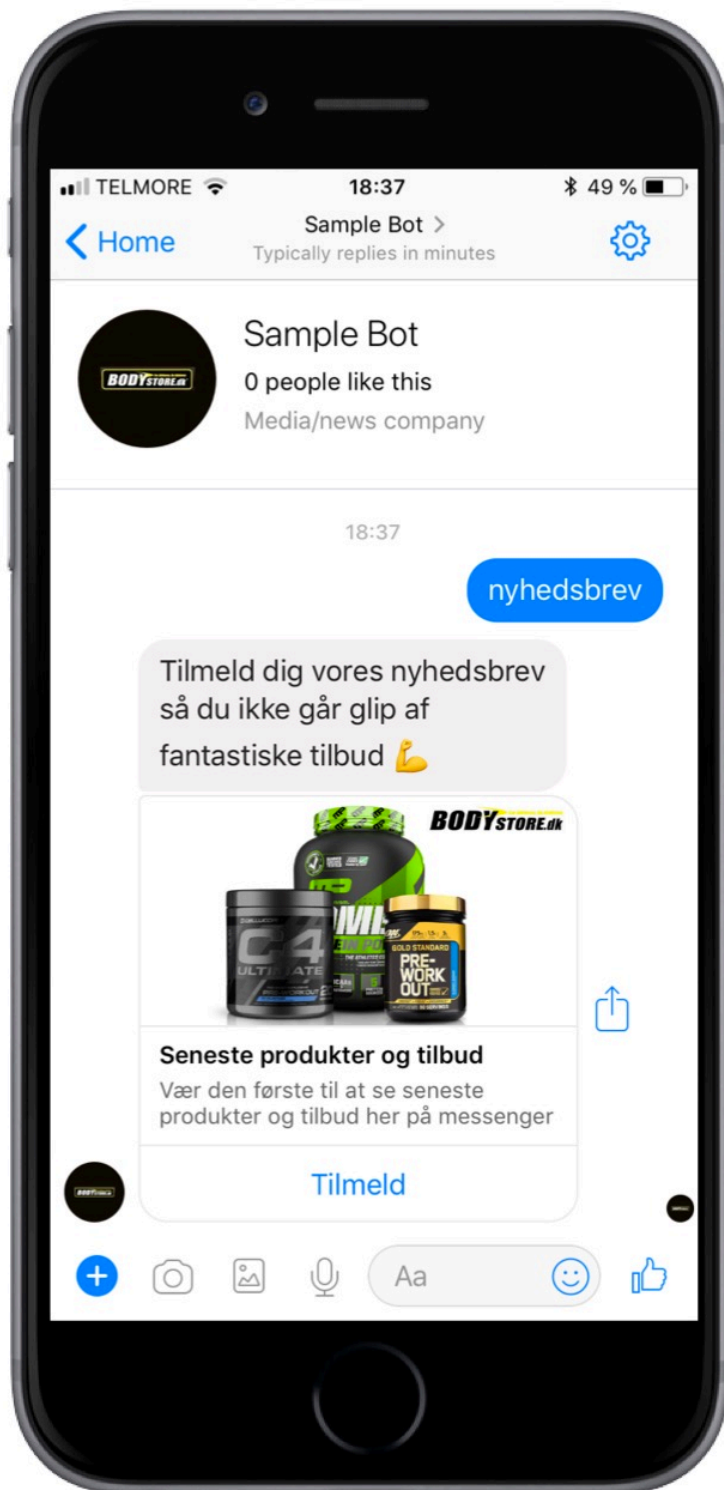 TELMORE 18:37 49 %
Home Sample Bot
Typically replies in minutes
Sample Bot
BODYSTORE.dk
0 people like this
Media/news company
18:37
nyhedsbrev
Tilmeld dig vores nyhedsbrev
så du ikke går glip af
fantastiske tilbud 💪
BODYSTORE.dk
C4
ULTIMATE
GOLD STANDARD
PRE-
WORK
OUT
Seneste produkter og tilbud
Vær den første til at se seneste
produkter og tilbud her på messenger
Tilmeld
Aa